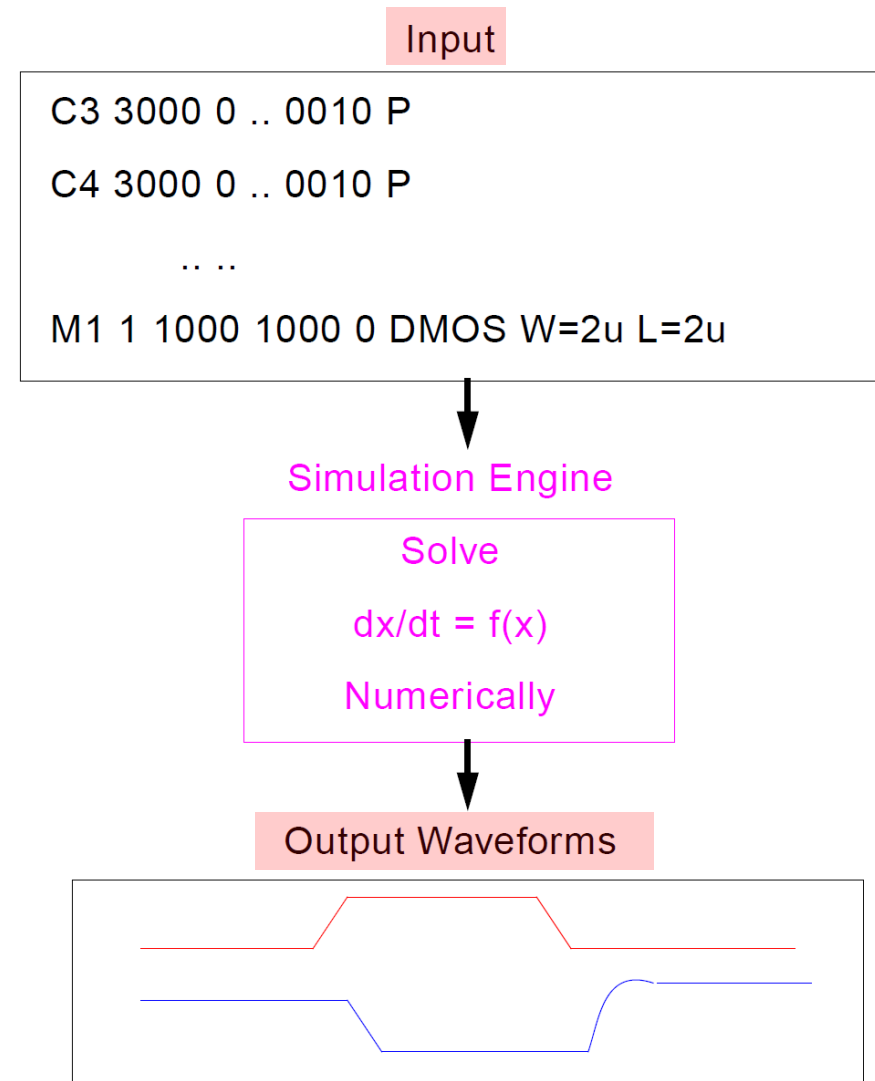 Input
C3 3000 0 .. 0010 P
C4 3000 0 .. 0010 P
.. ..
M1 1 1000 1000 0 DMOS W=2u L=2u
Simulation Engine
Solve
dx/dt = f(x)
Numerically
Output Waveforms